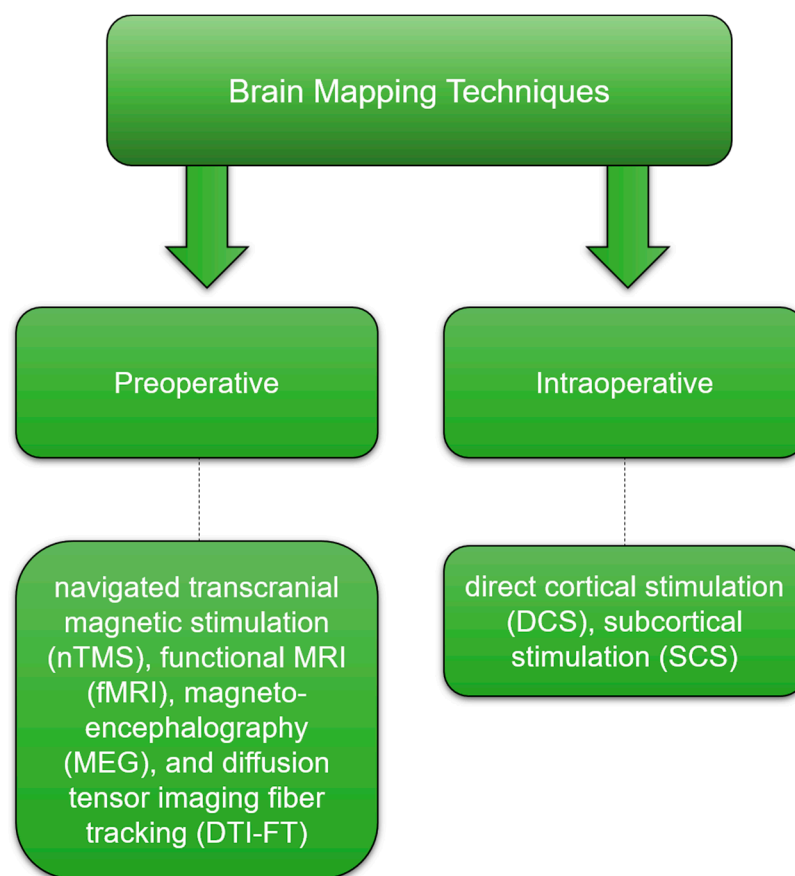 Brain Mapping Techniques
Preoperative
Intraoperative
navigated transcranial
magnetic stimulation
(nTMS), functional MRI
(fMRI), magneto-
encephalography
(MEG), and diffusion
tensor imaging fiber
tracking (DTI-FT)
direct cortical stimulation
(DCS), subcortical
stimulation (SCS)